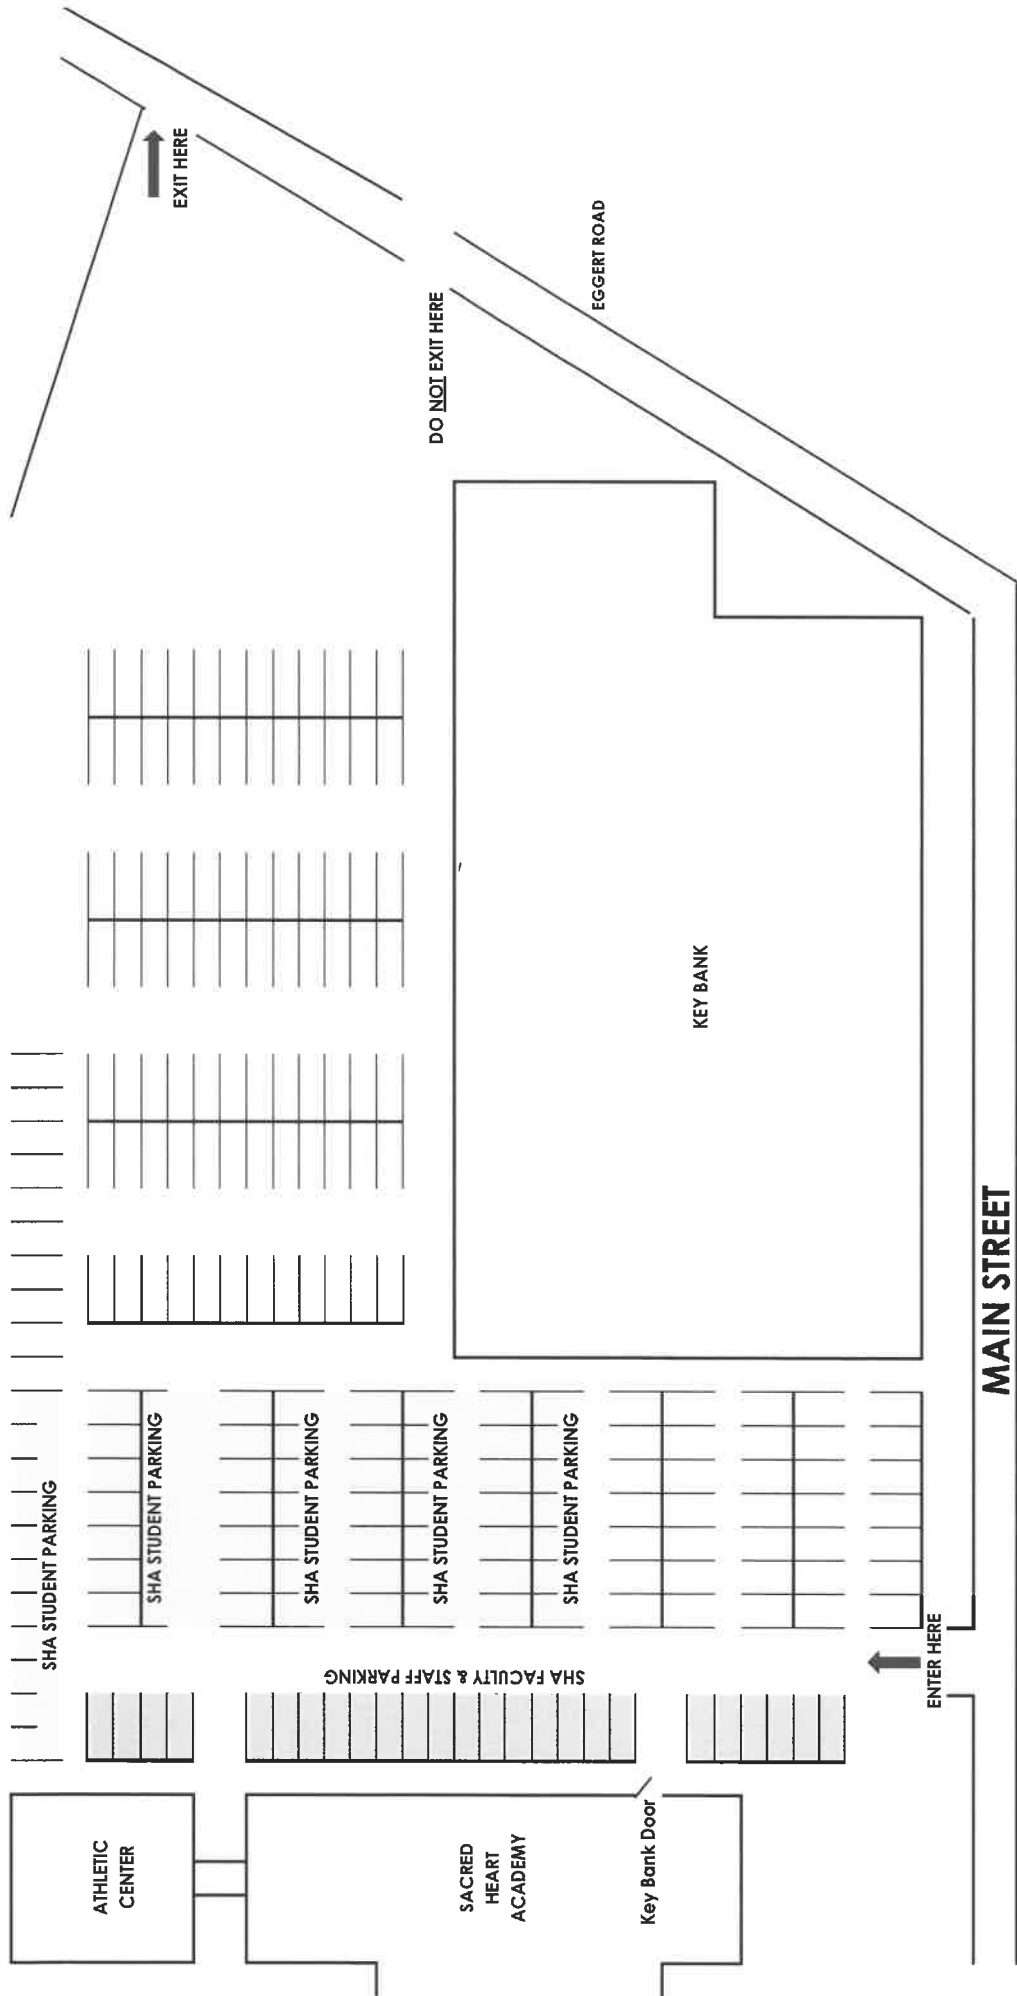 SHA STUDENT PARKING
ATHLETIC
CENTER
SHA STUDENT PARKING
EXIT HERE
SHA STUDENT PARKING
SHA STUDENT PARKING
SHA FACULTY & STAFF PARKING
DO NOT EXIT HERE
SACRED
HEART
ACADEMY
SHA STUDENT PARKING
EGGERT ROAD
Key Bank Door
KEY BANK
ENTER HERE
MAIN STREET